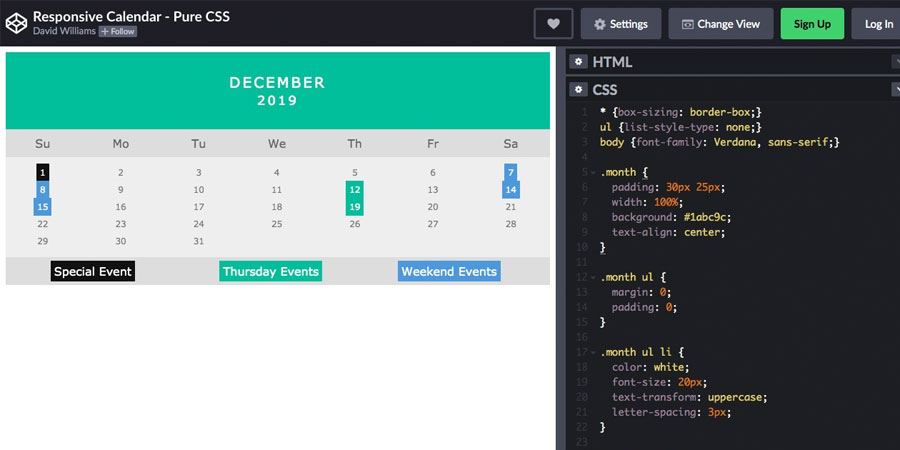 Responsive Calendar - Pure CSS
David Williams + Follow
Settings
Change View
Sign Up
Log In
DECEMBER
2019
Su Mo Tu We Th Fr Sa
1 2 3 4 5 6 7
8 9 10 11 12 13 14
15 16 17 18 19 20 21
22 23 24 25 26 27 28
29 30 31
Special Event Thursday Events Weekend Events
HTML
CSS
1 * {box-sizing: border-box;}
2 ul {list-style-type: none;}
3 body {font-family: Verdana, sans-serif;}
4
5 .month {
6 padding: 30px 25px;
7 width: 100%;
8 background: #1abc9c;
9 text-align: center;
10 }
11
12 .month ul {
13 margin: 0;
14 padding: 0;
15 }
16
17 .month ul li {
18 color: white;
19 font-size: 20px;
20 text-transform: uppercase;
21 letter-spacing: 3px;
22 }
23